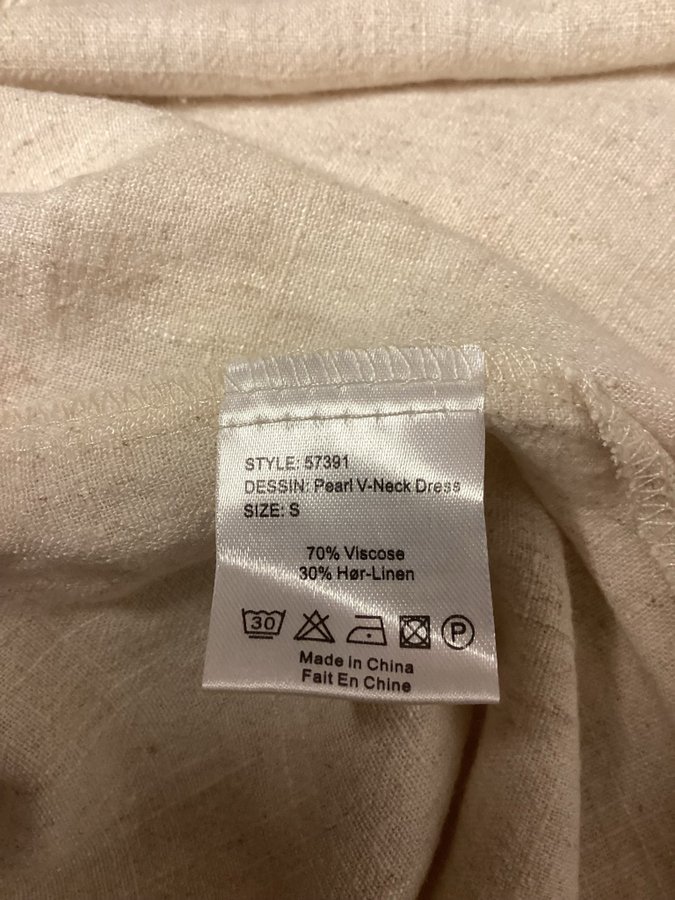 STYLE: 57391
DESSIN: Pearl V-Neck Dress
SIZE: S
70% Viscose
30% Hør-Linen
30 P
Made in China
Fait En Chine